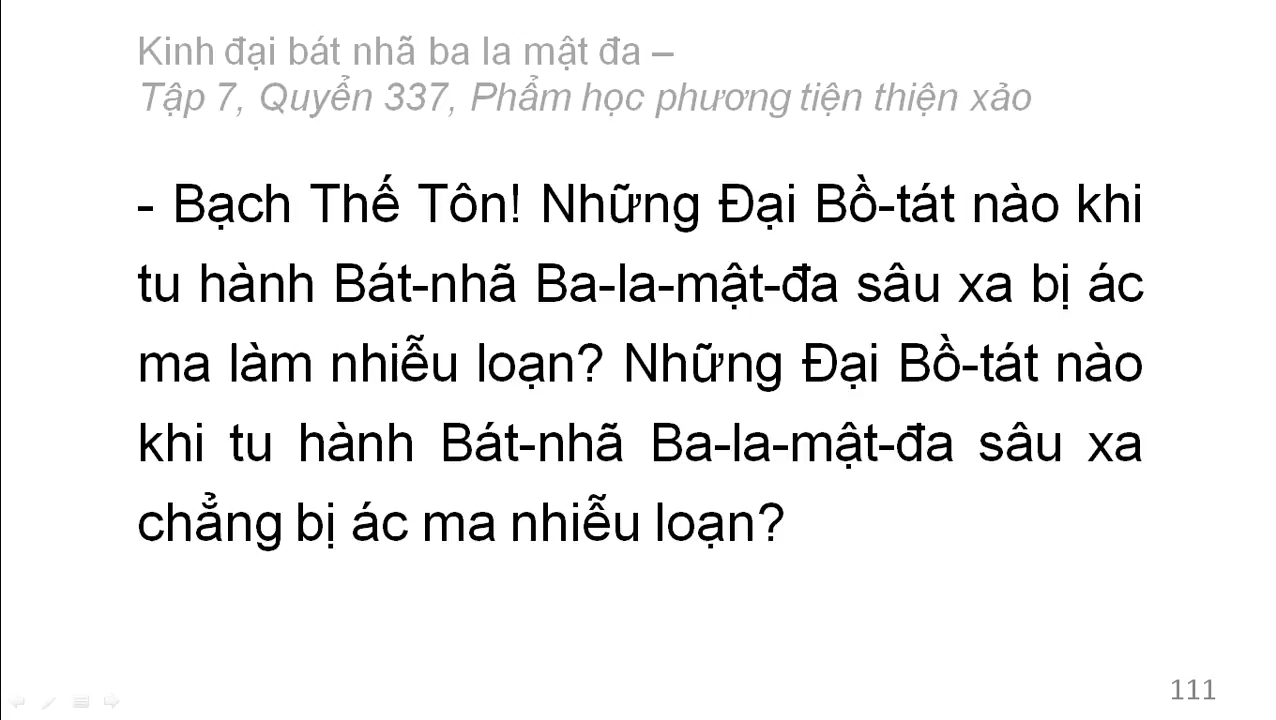 Kinh đại bát nhã ba la mật đa –
Tập 7, Quyển 337, Phẩm học phương tiện thiện xảo
- Bạch Thế Tôn! Những Đại Bồ-tát nào khi
tu hành Bát-nhã Ba-la-mật-đa sâu xa bị ác
ma làm nhiễu loạn? Những Đại Bồ-tát nào
khi tu hành Bát-nhã Ba-la-mật-đa sâu xa
chẳng bị ác ma nhiễu loạn?
111